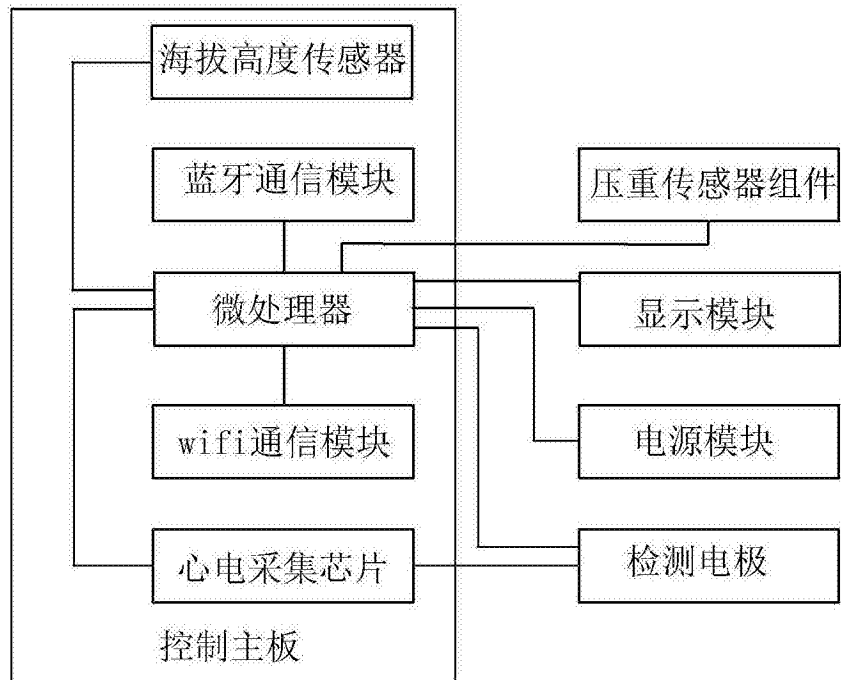 海拔高度传感器
蓝牙通信模块
压重传感器组件
微处理器
显示模块
wifi通信模块
电源模块
心电采集芯片
检测电极
控制主板